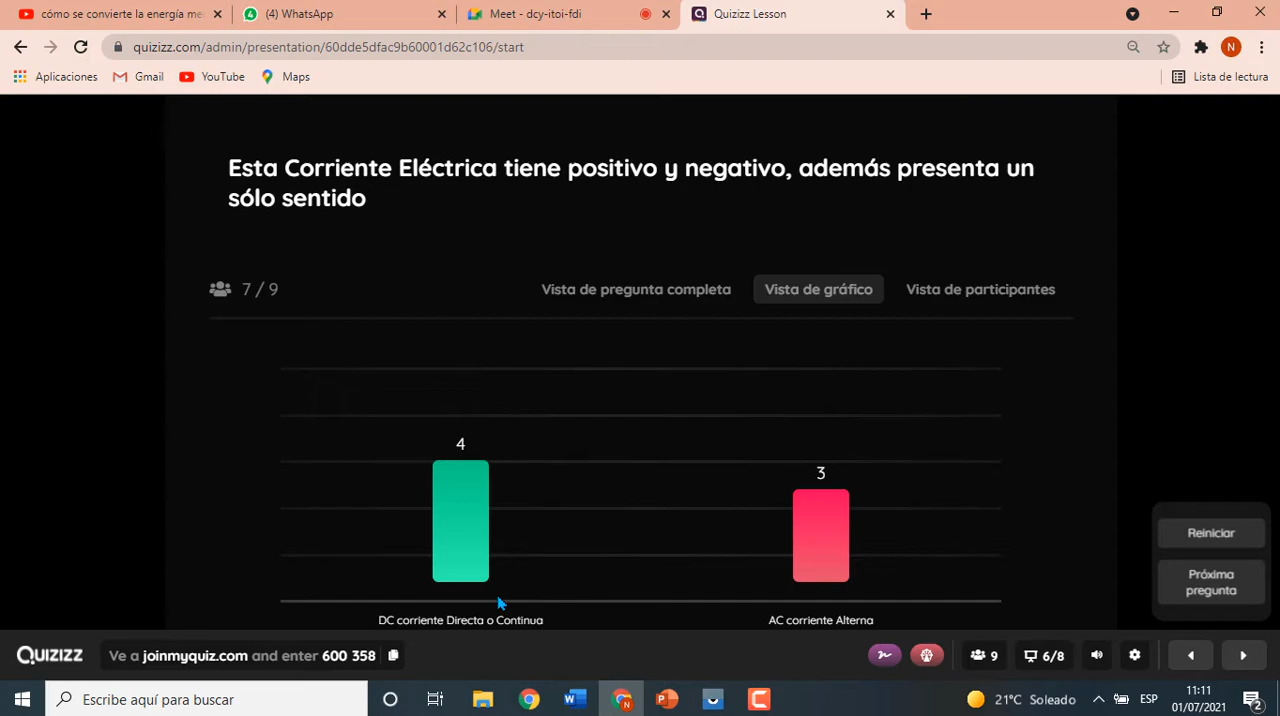 cómo se convierte la energía me
(4) WhatsApp
Meet - dcy-itoi-fdi
Quizizz Lesson
quizizz.com/admin/presentation/60dde5dfac9b60001d62c106/start
Aplicaciones
Gmail
YouTube
Maps
Lista de lectura
Esta Corriente Eléctrica tiene positivo y negativo, además presenta un
sólo sentido
7 / 9
Vista de pregunta completa
Vista de gráfico
Vista de participantes
4
3
DC corriente Directa o Continua
AC corriente Alterna
Reiniciar
Próxima
pregunta
QUIZIZZ
Ve a joinmyquiz.com and enter 600 358
9
6/8
Escribe aquí para buscar
21°C Soleado
ESP
11:11
01/07/2021
2